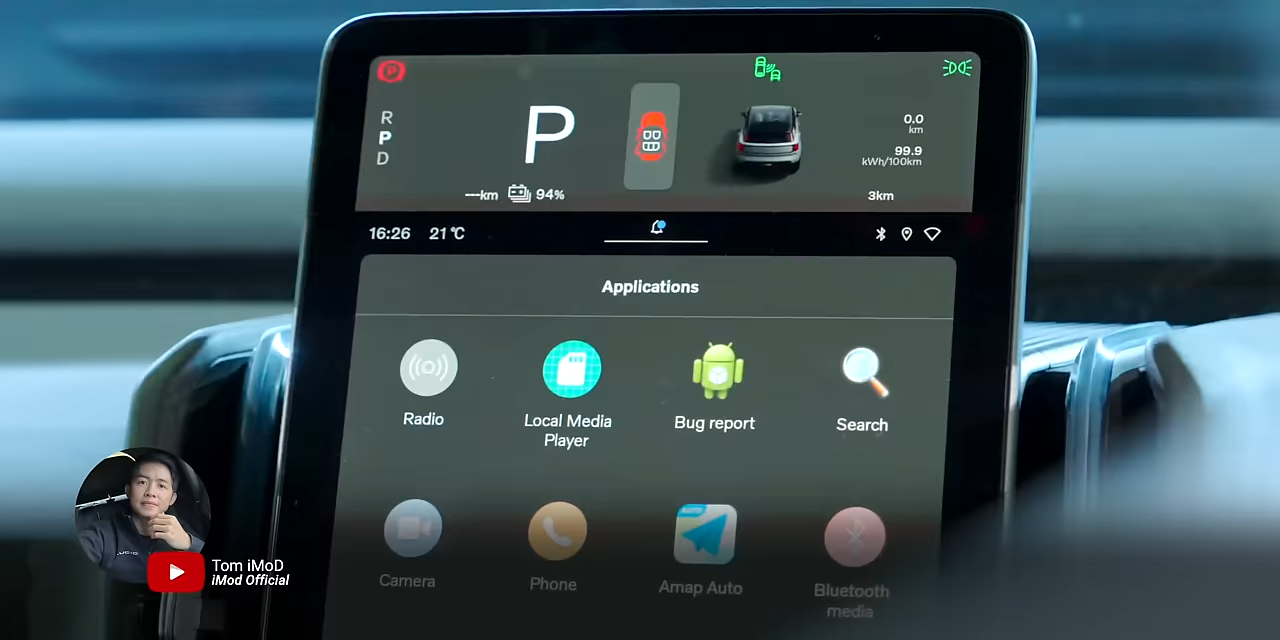 R
P
D
P
---km
94%
0.0
km
99.9
kWh/100km
3km
16:26
21℃
Applications
Radio
Local Media
Player
Bug report
Search
Camera
Phone
Amap Auto
Bluetooth
media
Tom iMoD
iMod Official